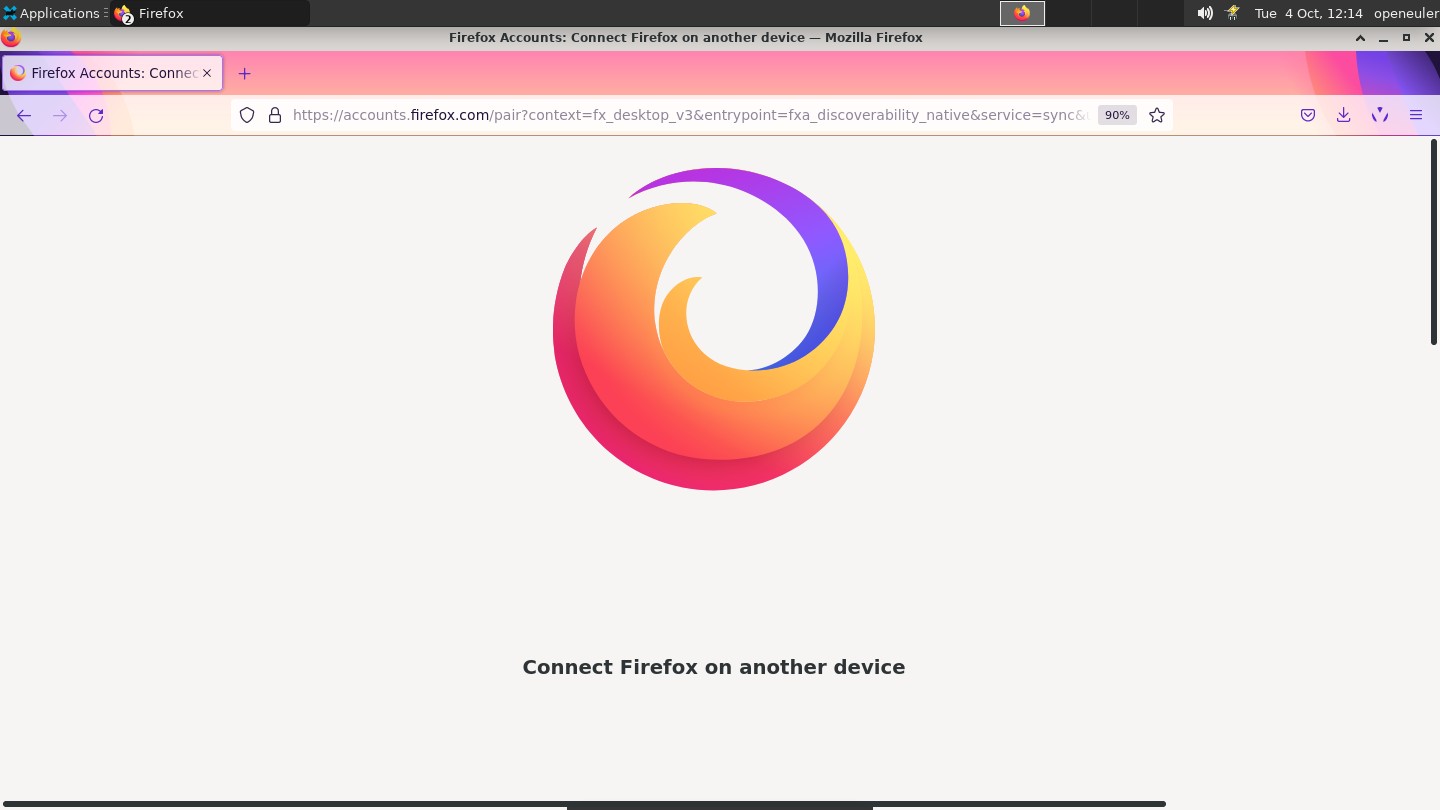 Applications
2
Firefox
Tue 4 Oct, 12:14
openeuler
Firefox Accounts: Connect Firefox on another device — Mozilla Firefox
Firefox Accounts: Connec
https://accounts.firefox.com/pair?context=fx_desktop_v3&entrypoint=fxa_discoverability_native&service=sync&
90%
Connect Firefox on another device